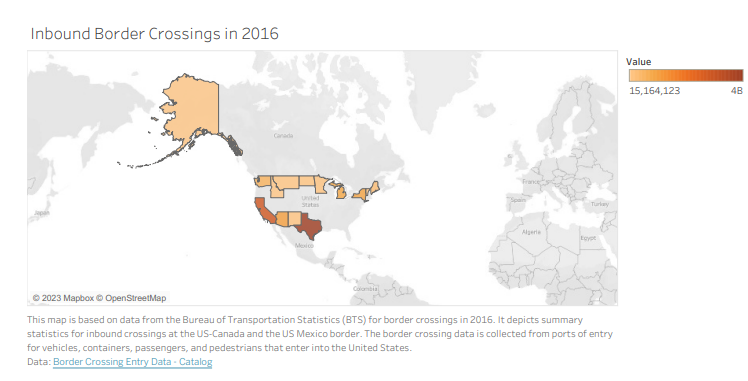 Inbound Border Crossings in 2016
Value
15,164,123 4B
Canada
United
States
Mexico
Colombia
Japan
France
Spain
Turkey
Algeria
Egypt
© 2023 Mapbox © OpenStreetMap
This map is based on data from the Bureau of Transportation Statistics (BTS) for border crossings in 2016. It depicts summary
statistics for inbound crossings at the US-Canada and the US Mexico border. The border crossing data is collected from ports of entry
for vehicles, containers, passengers, and pedestrians that enter into the United States.
Data: Border Crossing Entry Data - Catalog